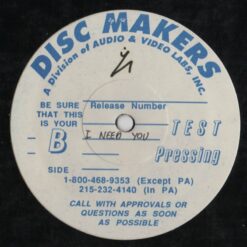 DISC MAKERS
A Division of AUDIO & VIDEO LABS, INC.
BE SURE Release Number
THAT THIS
IS YOUR
B I NEED YOU TEST
Pressing
SIDE
1-800-468-9353 (Except PA)
215-232-4140 (In PA)
CALL WITH APPROVALS OR
QUESTIONS AS SOON
AS POSSIBLE